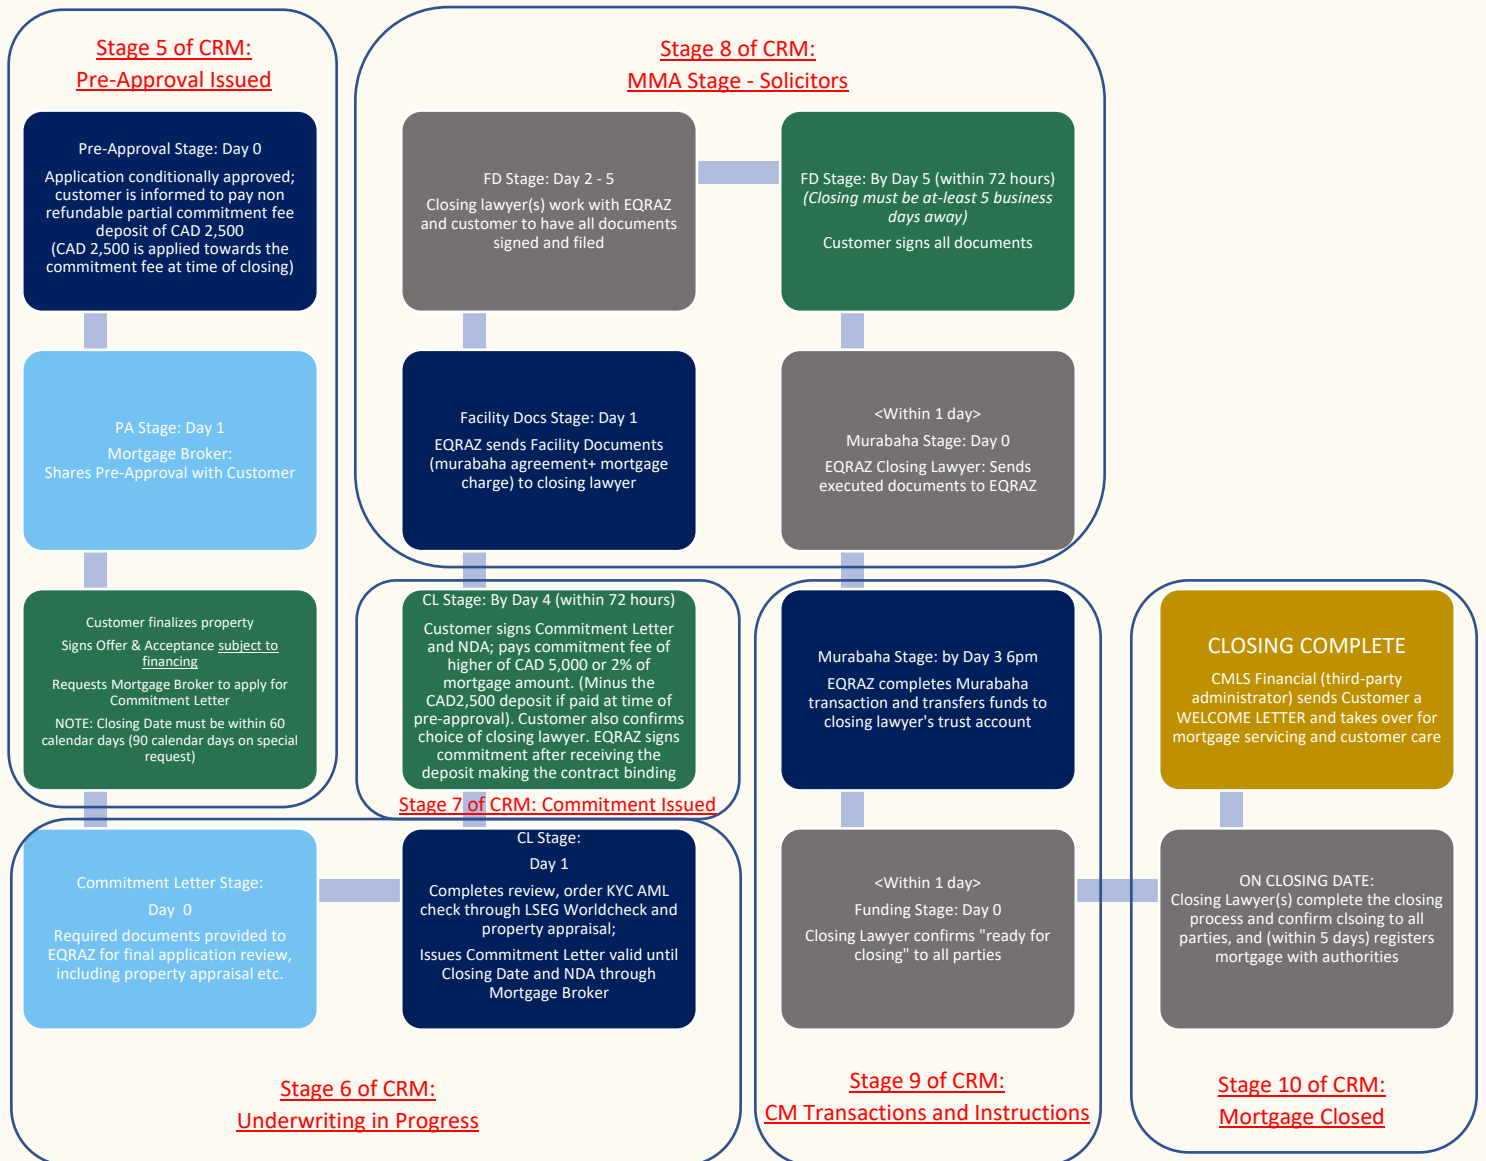 Stage 5 of CRM:
Pre-Approval Issued
Pre-Approval Stage: Day 0
Application conditionally approved;
customer is informed to pay non
refundable partial commitment fee
deposit of CAD 2,500
(CAD 2,500 is applied towards the
commitment fee at time of closing)
PA Stage: Day 1
Mortgage Broker:
Shares Pre-Approval with Customer
Customer finalizes property
Signs Offer & Acceptance subject to
financing
Requests Mortgage Broker to apply for
Commitment Letter
NOTE: Closing Date must be within 60
calendar days (90 calendar days on special
request)
Commitment Letter Stage:
Day 0
Required documents provided to
EQRAZ for final application review,
including property appraisal etc.
CL Stage:
Day 1
Completes review, order KYC AML
check through LSEG Worldcheck and
property appraisal;
Issues Commitment Letter valid until
Closing Date and NDA through
Mortgage Broker
Stage 6 of CRM:
Underwriting in Progress
CL Stage: By Day 4 (within 72 hours)
Customer signs Commitment Letter
and NDA; pays commitment fee of
higher of CAD 5,000 or 2% of
mortgage amount. (Minus the
CAD2,500 deposit if paid at time of
pre-approval). Customer also confirms
choice of closing lawyer. EQRAZ signs
commitment after receiving the
deposit making the contract binding
Stage 7 of CRM: Commitment Issued
Stage 8 of CRM:
MMA Stage - Solicitors
Facility Docs Stage: Day 1
EQRAZ sends Facility Documents
(murabaha agreement+ mortgage
charge) to closing lawyer
FD Stage: Day 2 - 5
Closing lawyer(s) work with EQRAZ
and customer to have all documents
signed and filed
FD Stage: By Day 5 (within 72 hours)
(Closing must be at-least 5 business
days away)
Customer signs all documents
<Within 1 day>
Murabaha Stage: Day 0
EQRAZ Closing Lawyer: Sends
executed documents to EQRAZ
Murabaha Stage: by Day 3 6pm
EQRAZ completes Murabaha
transaction and transfers funds to
closing lawyer's trust account
<Within 1 day>
Funding Stage: Day 0
Closing Lawyer confirms "ready for
closing" to all parties
Stage 9 of CRM:
CM Transactions and Instructions
ON CLOSING DATE:
Closing Lawyer(s) complete the closing
process and confirm clsoing to all
parties, and (within 5 days) registers
mortgage with authorities
CLOSING COMPLETE
CMLS Financial (third-party
administrator) sends Customer a
WELCOME LETTER and takes over for
mortgage servicing and customer care
Stage 10 of CRM:
Mortgage Closed